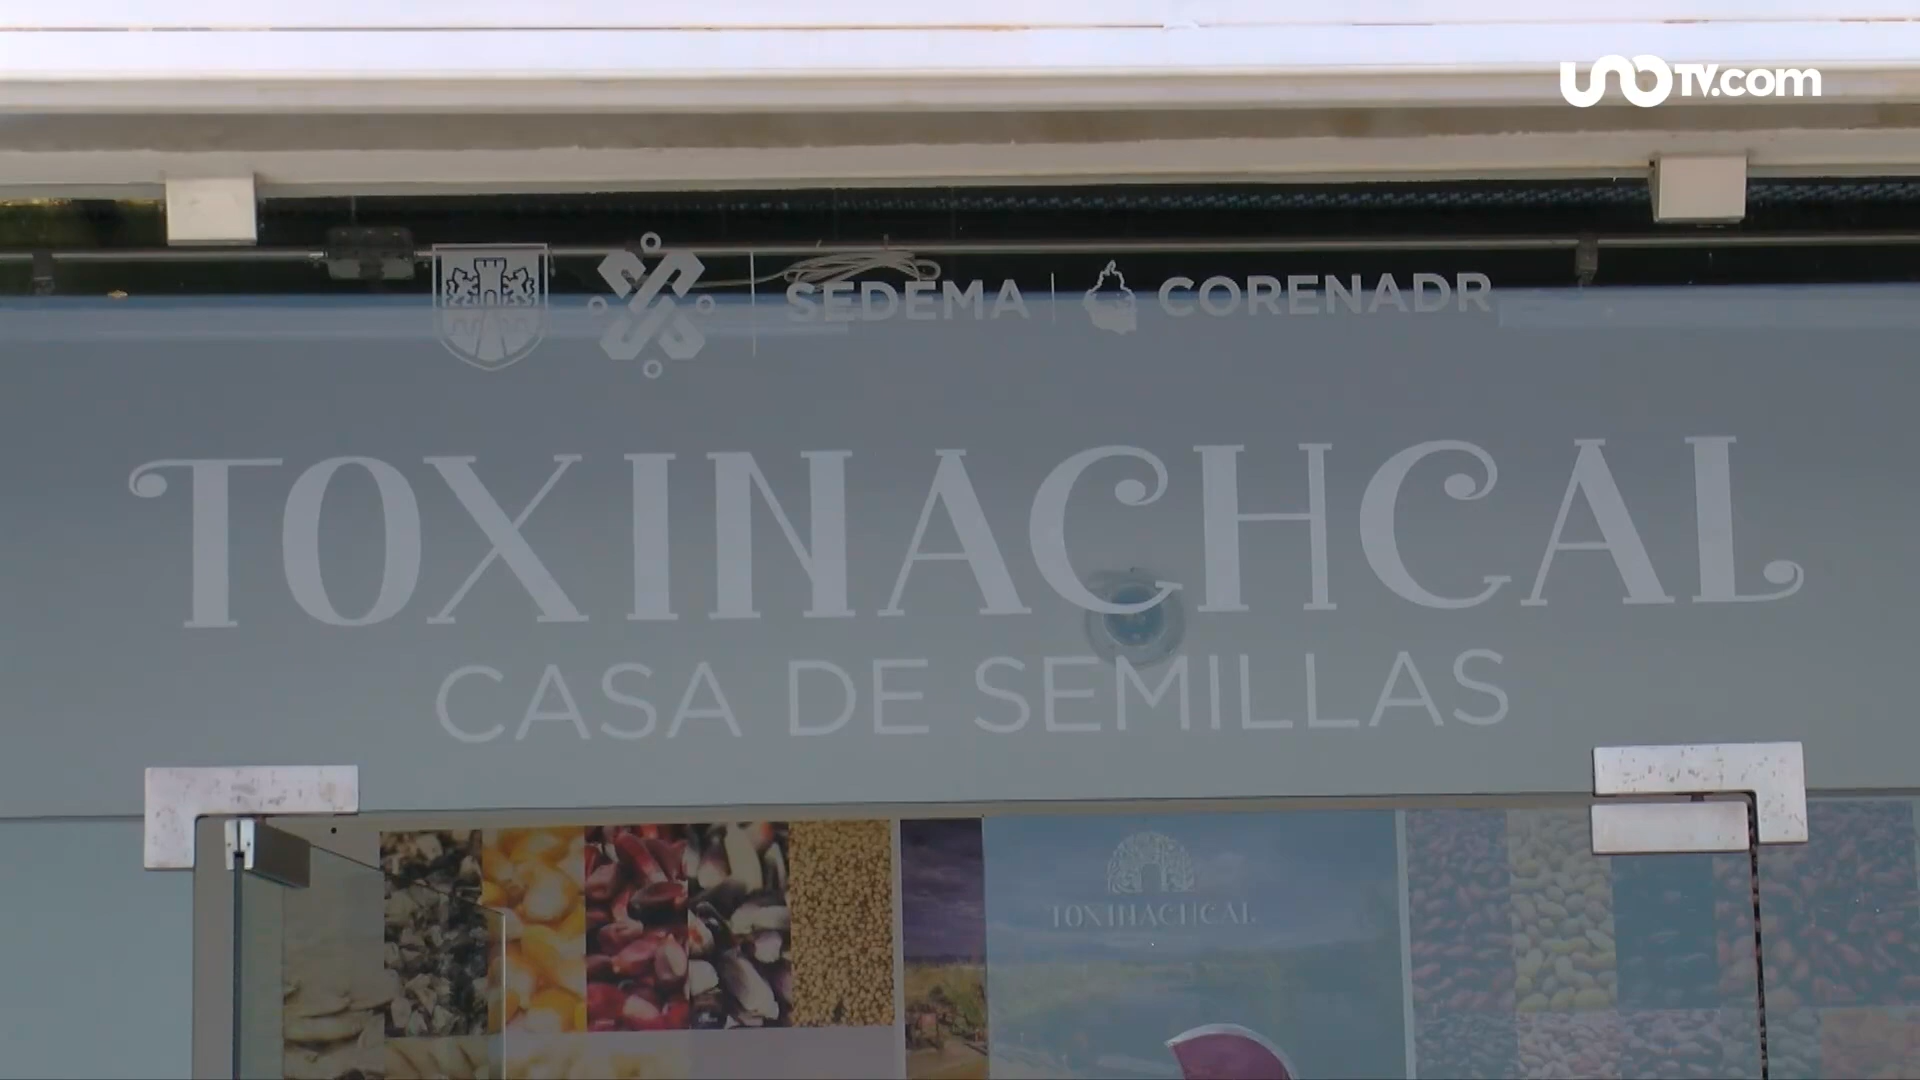 UNOTV.com
SEDEMA | CORENADR
TOXINACHCAL
CASA DE SEMILLAS
TOXINACHCAL